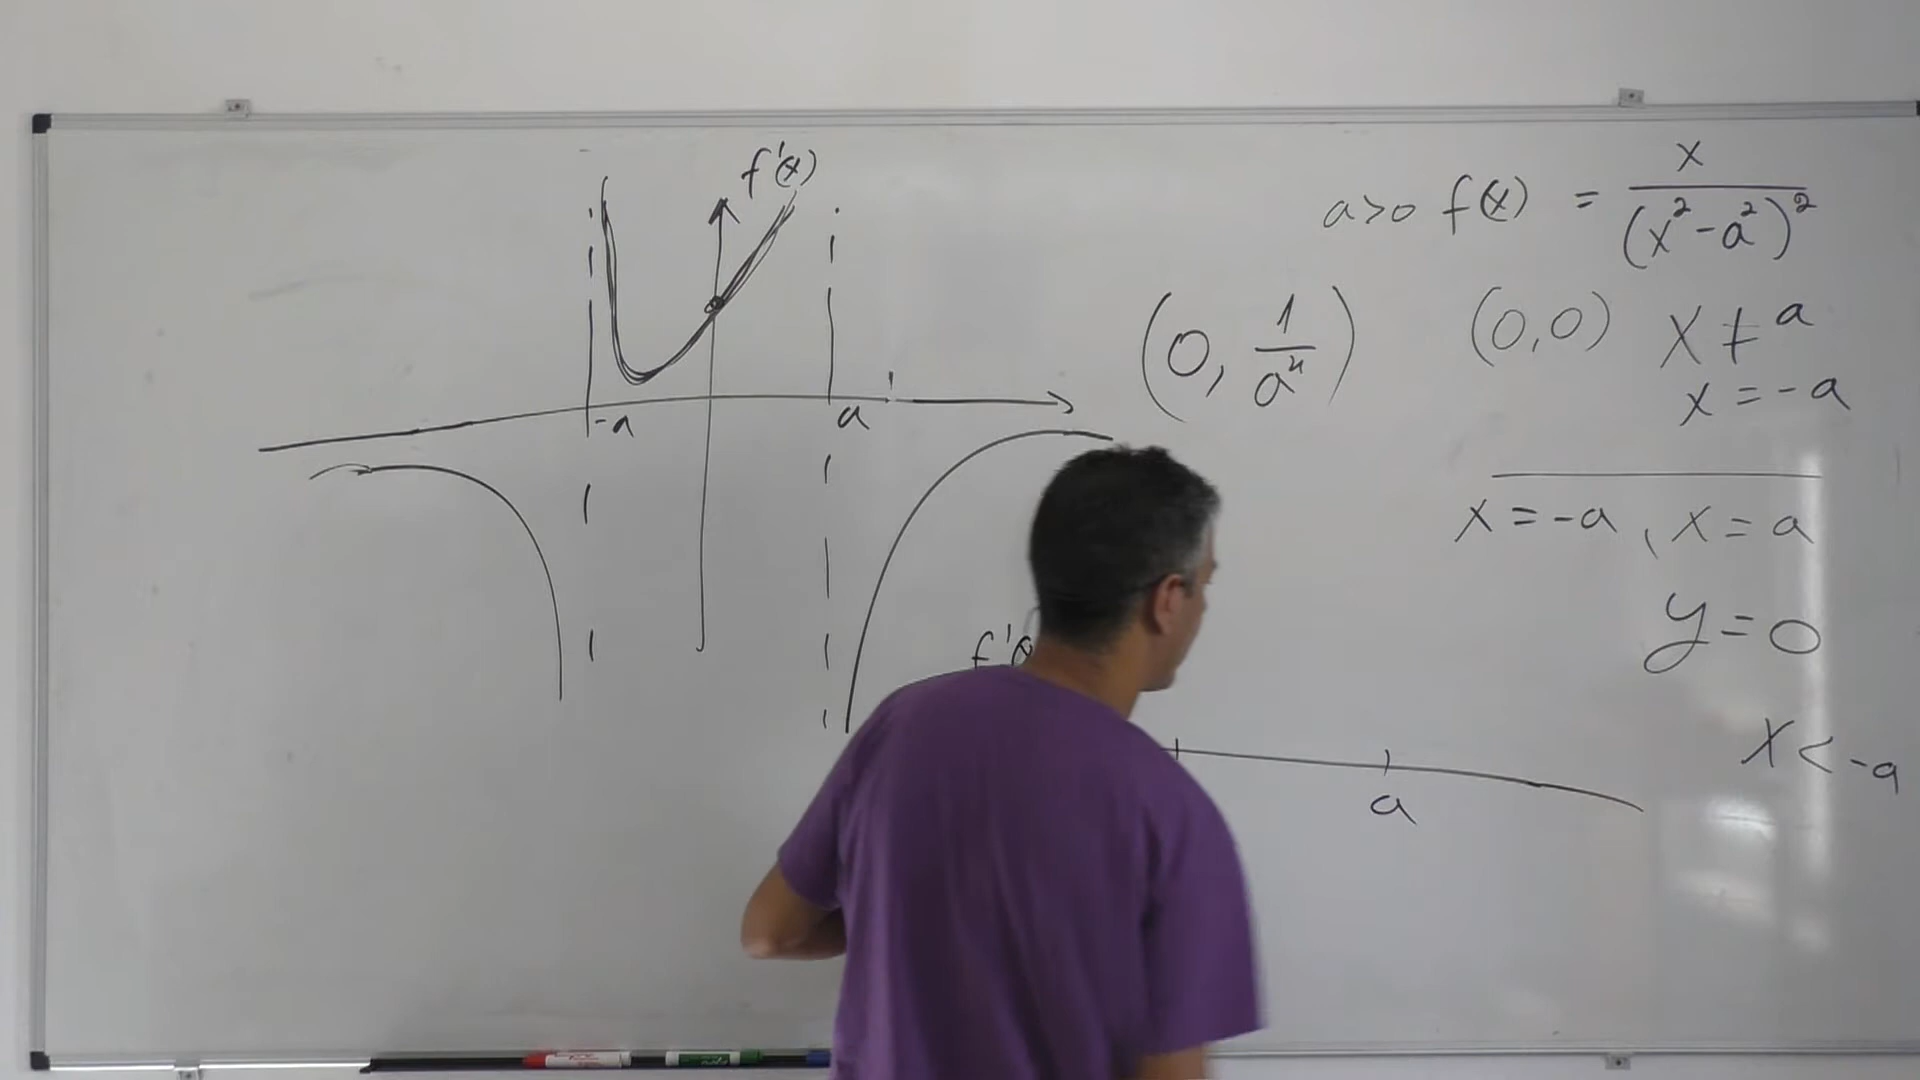 f'(x)
-a
a
a>0 f(x) = x / (x² - a²)²
(0, 1/a⁴) (0,0) x ≠ a
x = -a
x = -a, x = a
y = 0
x < -a
f'(
a